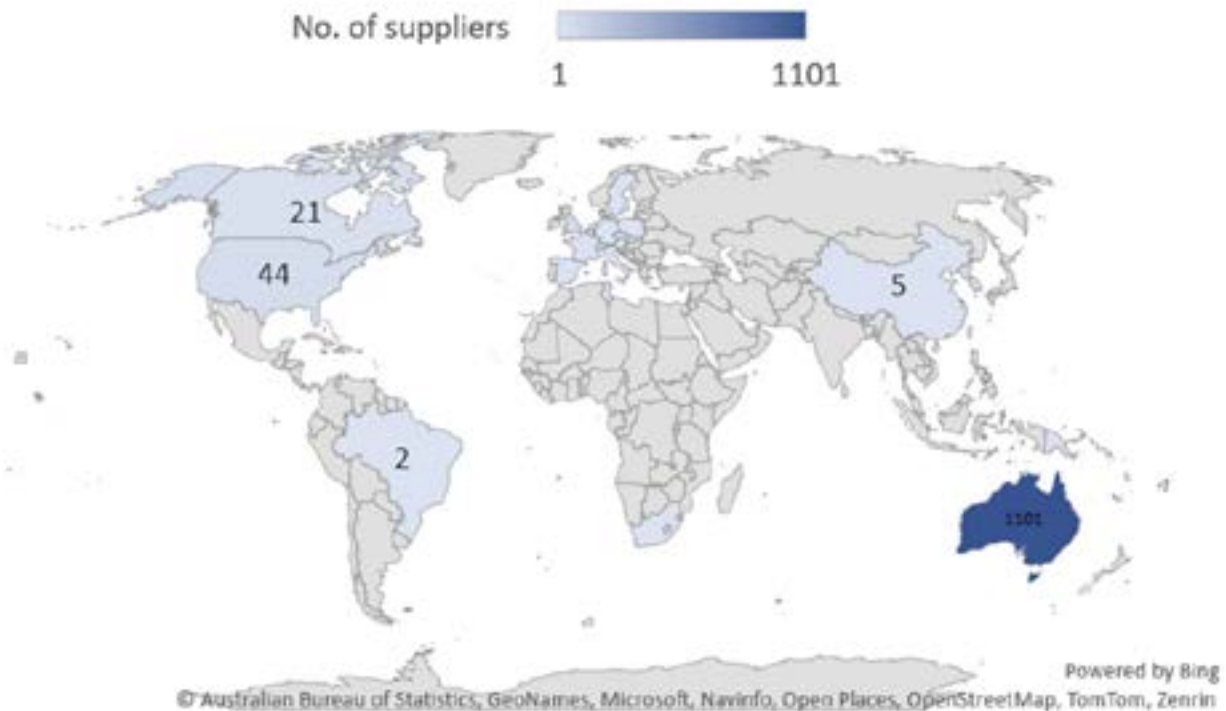 No. of suppliers
1 1101
21
44
5
2
1101
Powered by Bing
© Australian Bureau of Statistics, GeoNames, Microsoft, Navinfo, Open Places, OpenStreetMap, TomTom, Zenrin